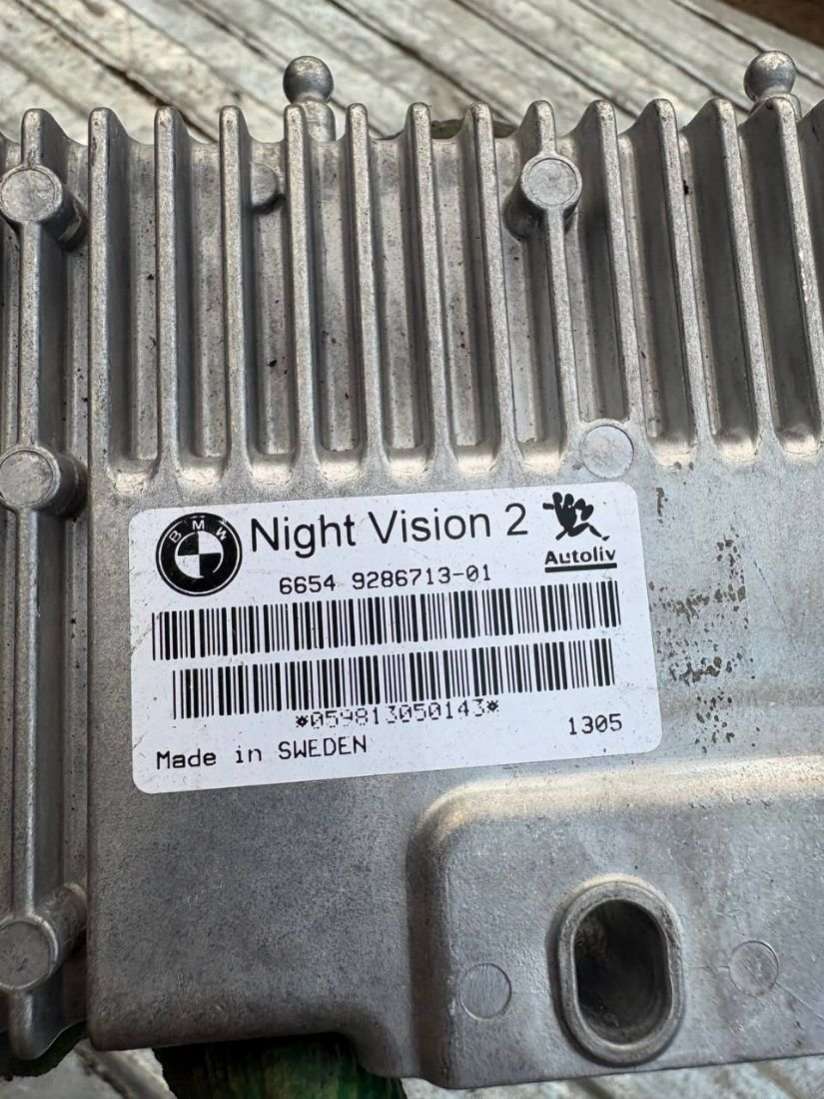 BMW
Night Vision 2
Autoliv
6654 9286713-01
*059813050143*
1305
Made in SWEDEN